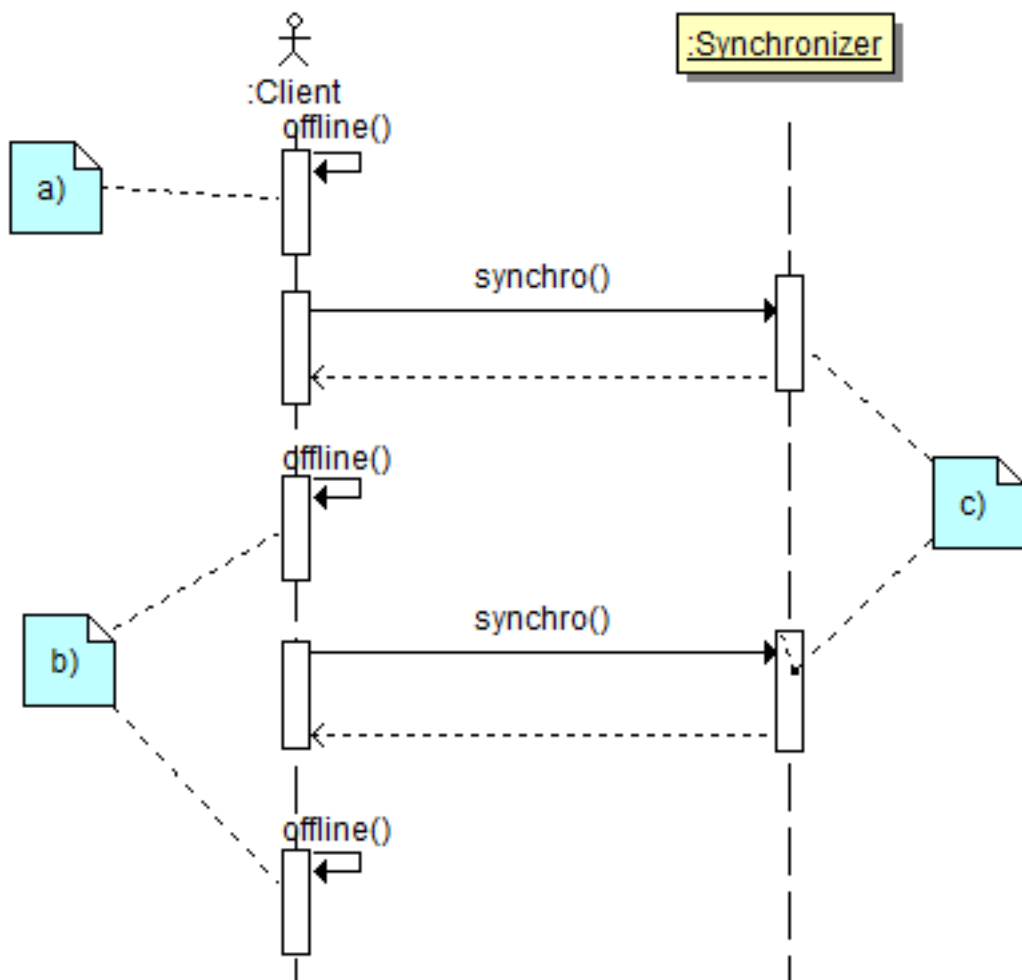 :Synchronizer
:Client
offline()
a)
synchro()
offline()
c)
synchro()
b)
offline()